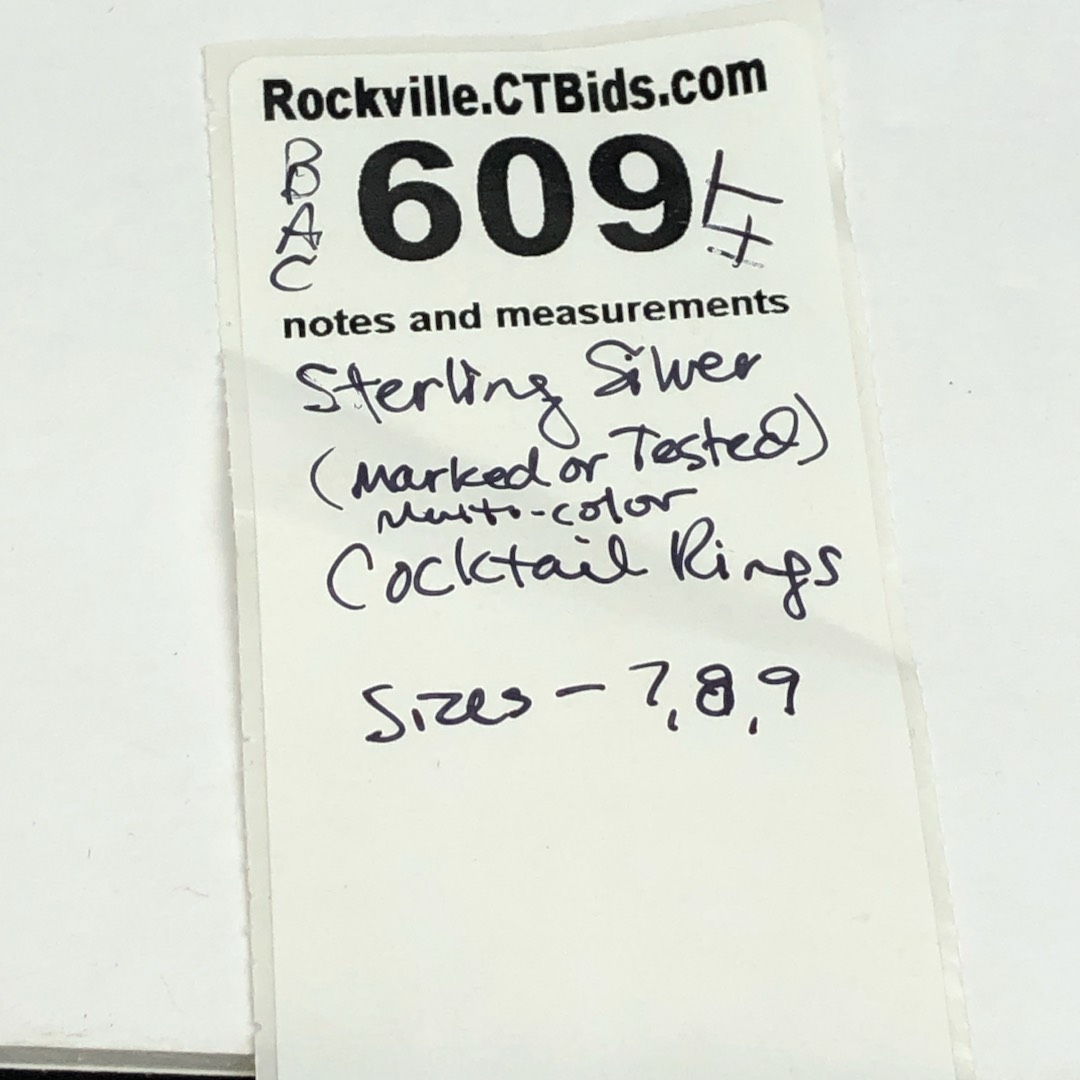 Rockville.CTBids.com
BAC
609
notes and measurements
Sterling Silver
(Marked or Tested)
Multi-color
Cocktail Rings
Sizes - 7, 8, 9